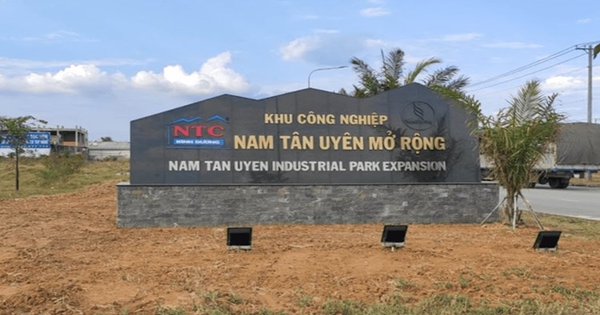 KHU CÔNG NGHIỆP
NTC
BÌNH DƯƠNG
NAM TÂN UYÊN MỞ RỘNG
NAM TAN UYEN INDUSTRIAL PARK EXPANSION